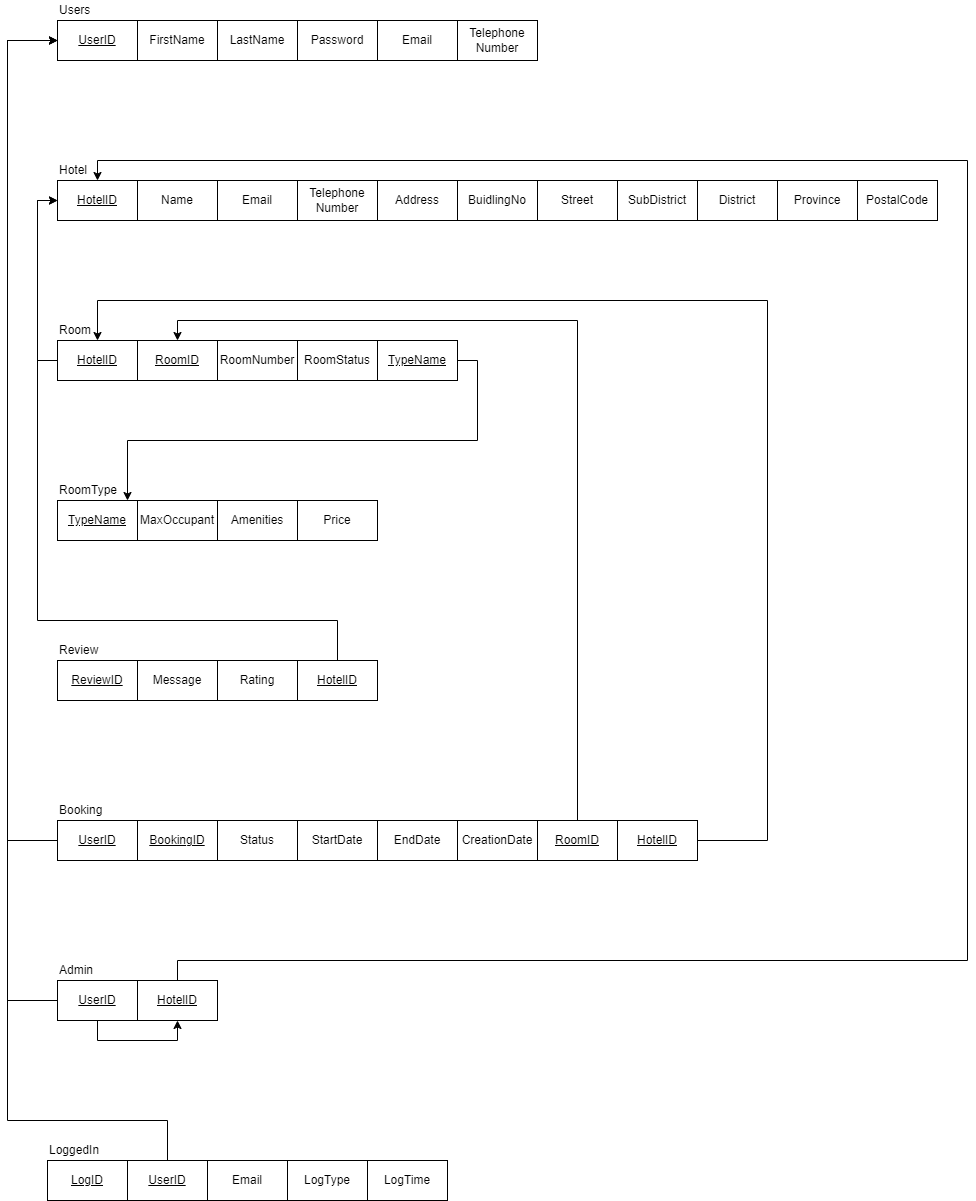 Users
UserID FirstName LastName Password Email Telephone Number
Hotel
HotelID Name Email Telephone Number Address BuidlingNo Street SubDistrict District Province PostalCode
Room
HotelID RoomID RoomNumber RoomStatus TypeName
RoomType
TypeName MaxOccupant Amenities Price
Review
ReviewID Message Rating HotelID
Booking
UserID BookingID Status StartDate EndDate CreationDate RoomID HotelID
Admin
UserID HotelID
LoggedIn
LogID UserID Email LogType LogTime